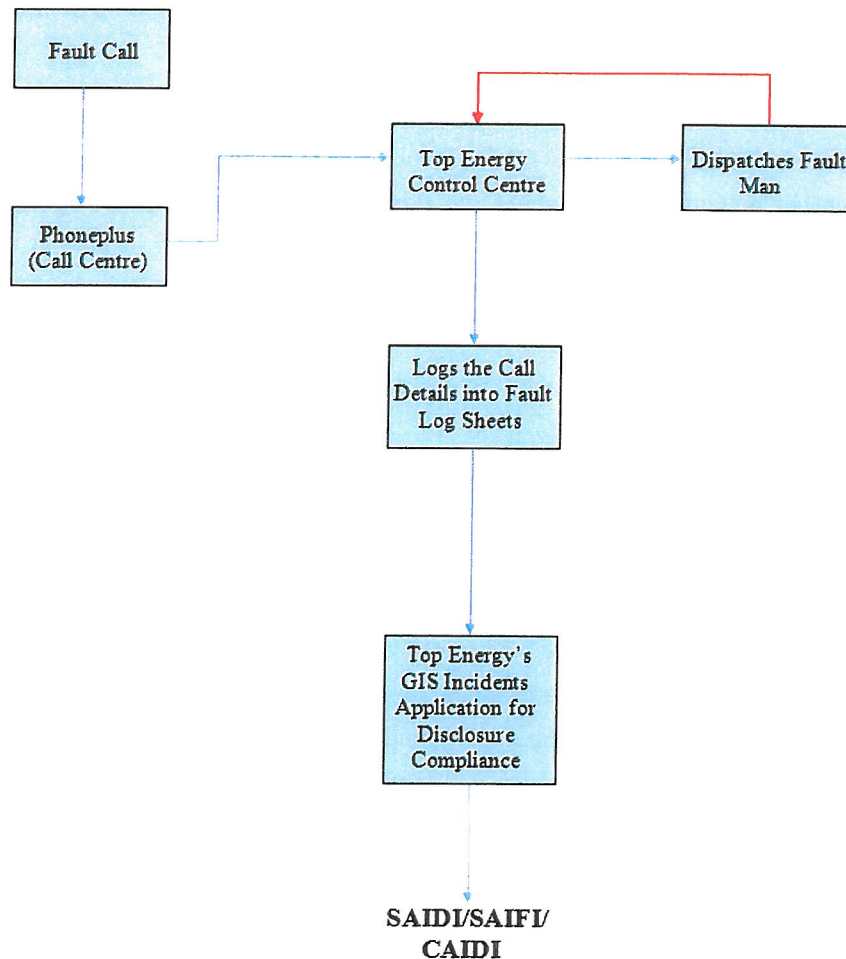 Fault Call
Phoneplus
(Call Centre)
Top Energy
Control Centre
Dispatches Fault
Man
Logs the Call
Details into Fault
Log Sheets
Top Energy's
GIS Incidents
Application for
Disclosure
Compliance
SAIDI/SAIFI/
CAIDI